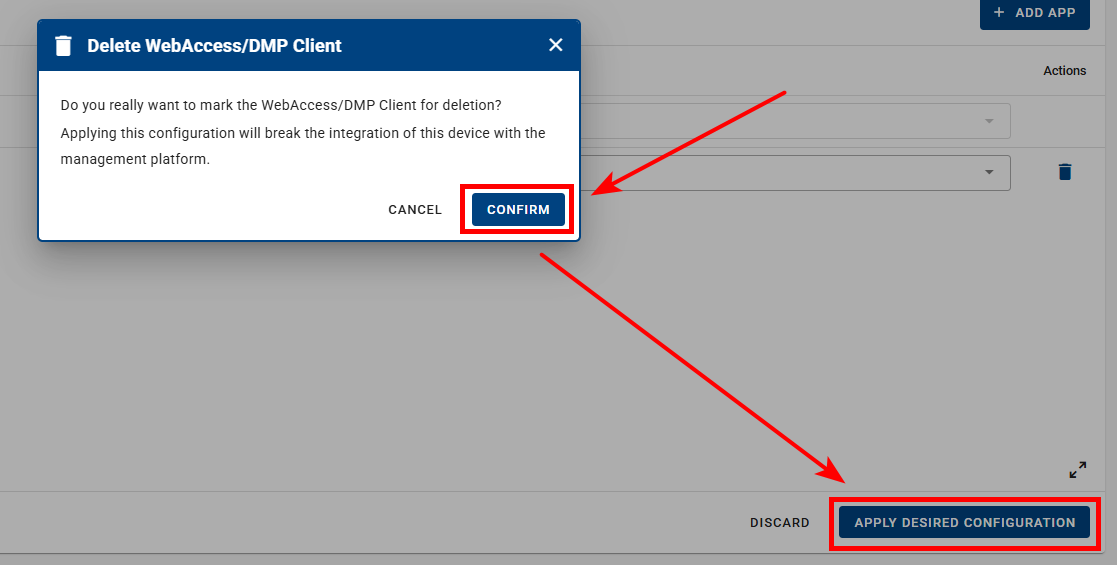 + ADD APP
Delete WebAccess/DMP Client
Actions
Do you really want to mark the WebAccess/DMP Client for deletion?
Applying this configuration will break the integration of this device with the
management platform.
CANCEL
CONFIRM
DISCARD
APPLY DESIRED CONFIGURATION